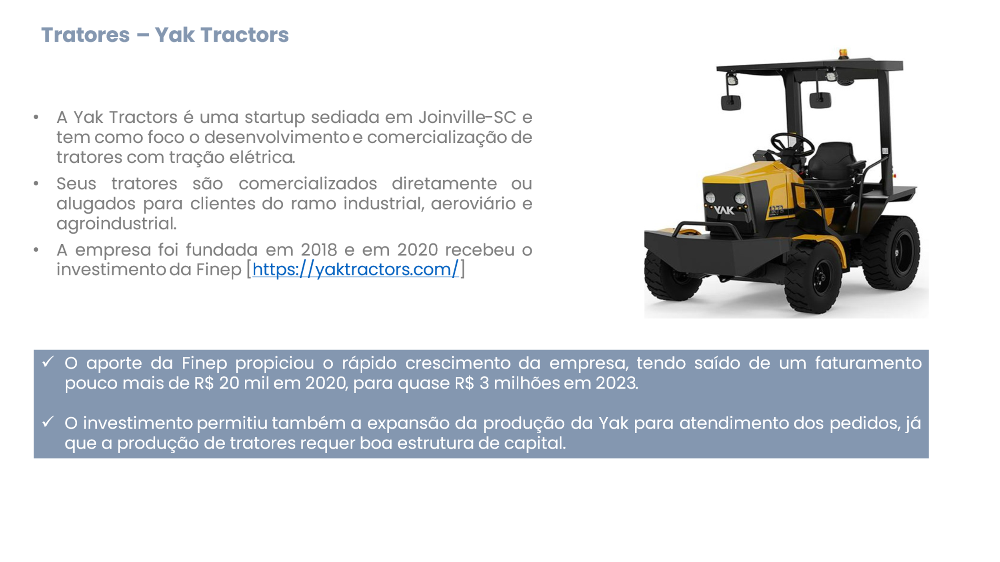 Tratores – Yak Tractors
• A Yak Tractors é uma startup sediada em Joinville-SC e
tem como foco o desenvolvimento e comercialização de
tratores com tração elétrica.
• Seus tratores são comercializados diretamente ou
alugados para clientes do ramo industrial, aeroviário e
agroindustrial.
• A empresa foi fundada em 2018 e em 2020 recebeu o
investimento da Finep [https://yaktractors.com/]
YAK
1272
✓ O aporte da Finep propiciou o rápido crescimento da empresa, tendo saído de um faturamento
pouco mais de R$ 20 mil em 2020, para quase R$ 3 milhões em 2023.
✓ O investimento permitiu também a expansão da produção da Yak para atendimento dos pedidos, já
que a produção de tratores requer boa estrutura de capital.